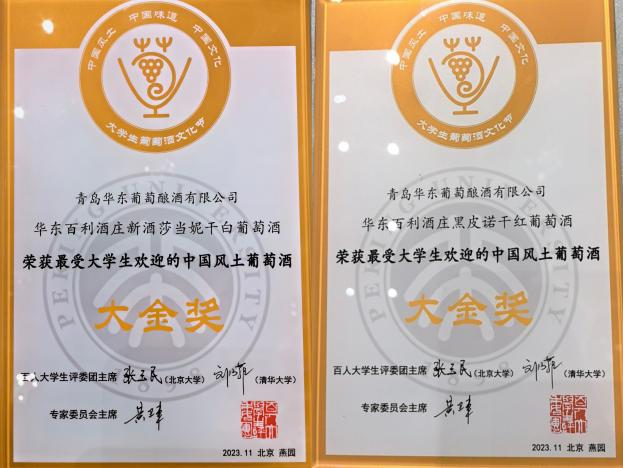 中国风土 中国味道 中国文化
大学生葡萄酒文化节
青岛华东葡萄酿酒有限公司
华东百利酒庄新酒莎当妮干白葡萄酒
荣获最受大学生欢迎的中国风土葡萄酒
大金奖
百人大学生评委团主席 (北京大学) (清华大学)
专家委员会主席
2023.11 北京 燕园
PEKING UNIVERSITY
1898
中国风土 中国味道 中国文化
大学生葡萄酒文化节
青岛华东葡萄酿酒有限公司
华东百利酒庄黑皮诺干红葡萄酒
荣获最受大学生欢迎的中国风土葡萄酒
大金奖
百人大学生评委团主席 (北京大学) (清华大学)
专家委员会主席
2023.11 北京 燕园
PEKING UNIVERSITY
1898